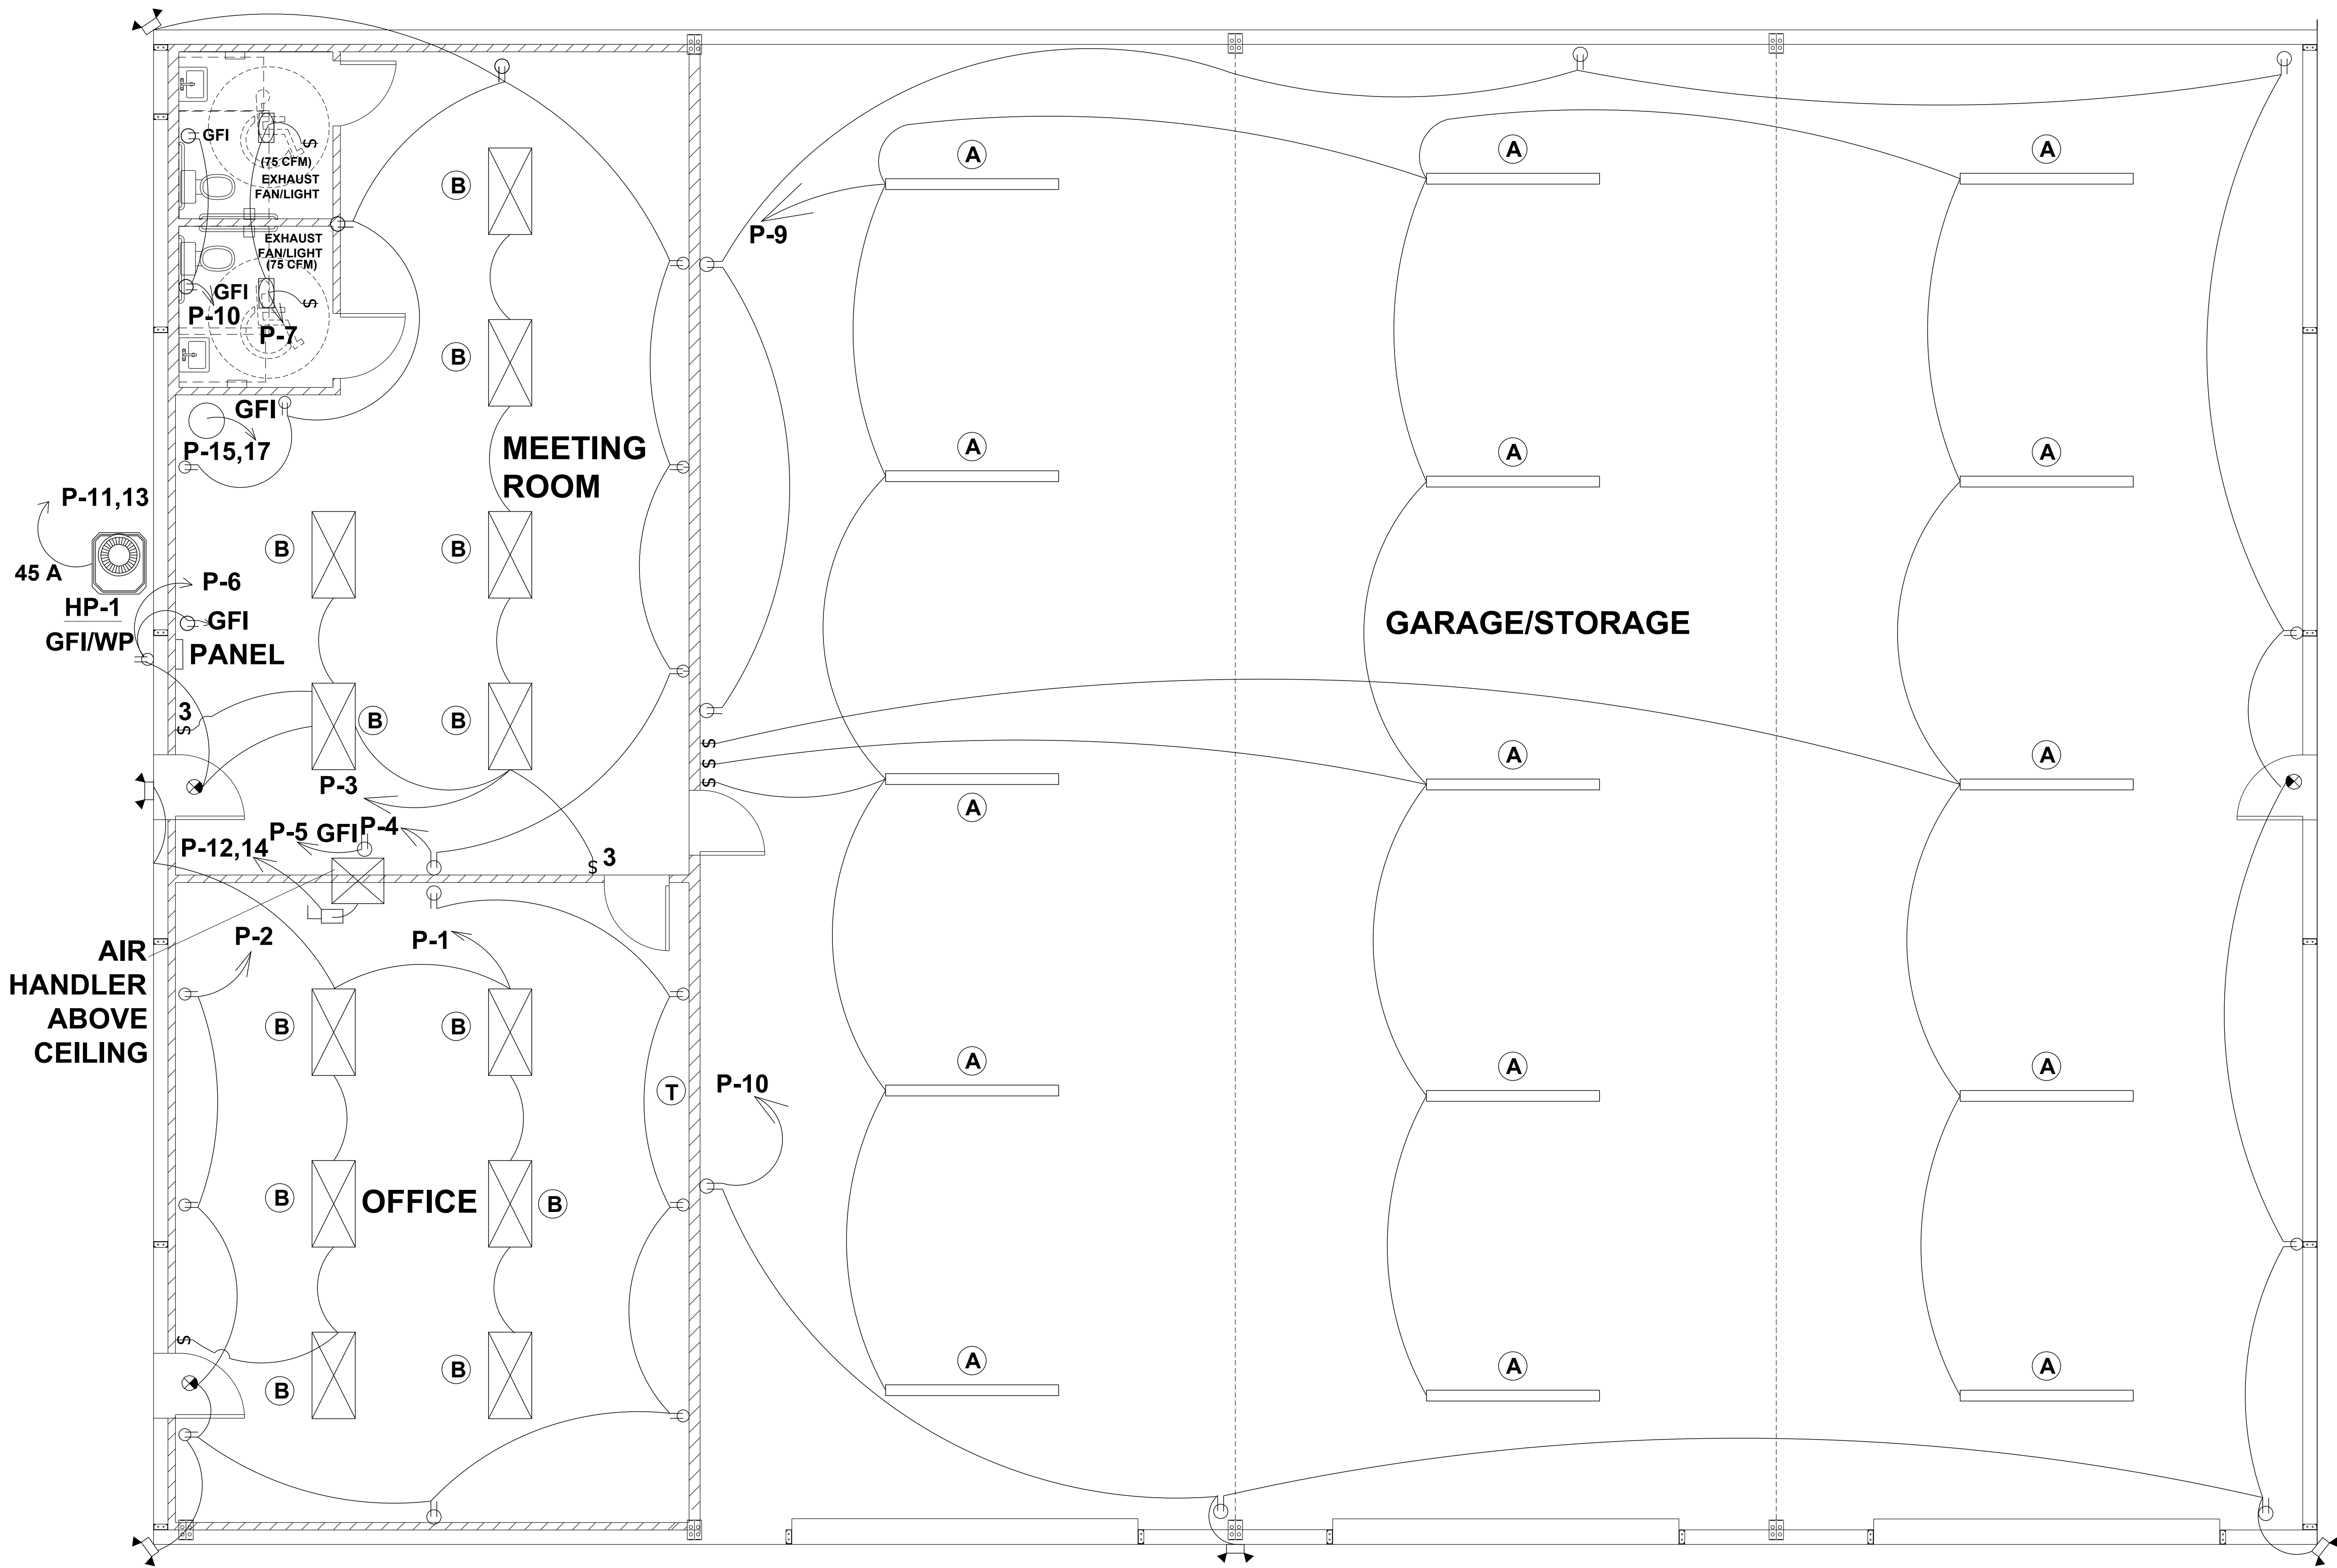 GFI
$
(75 CFM)
EXHAUST
FAN/LIGHT
EXHAUST
FAN/LIGHT
(75 CFM)
GFI
$
P-10
P-7
GFI
P-15,17
B
B
MEETING
ROOM
P-11,13
45 A
HP-1
GFI/WP
P-6
GFI
PANEL
B
B
3
$
B
B
P-3
P-5 GFI
P-4
P-12,14
3
$
AIR
HANDLER
ABOVE
CEILING
P-2
P-1
B
B
T
B
OFFICE
B
$
B
B
P-9
A
A
A
A
A
A
GARAGE/STORAGE
$
$
$
A
A
A
P-10
A
A
A
A
A
A